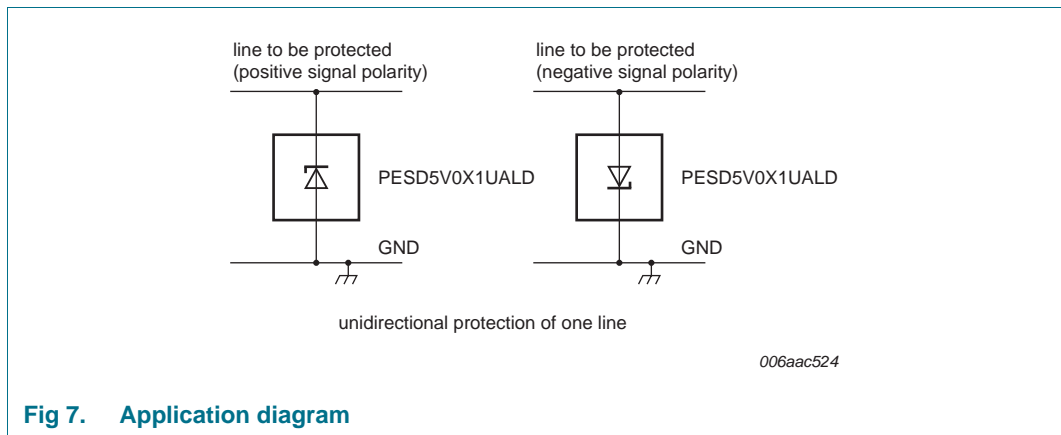 line to be protected
(positive signal polarity)
line to be protected
(negative signal polarity)
PESD5V0X1UALD
PESD5V0X1UALD
GND
GND
unidirectional protection of one line
006aac524
Fig 7. Application diagram